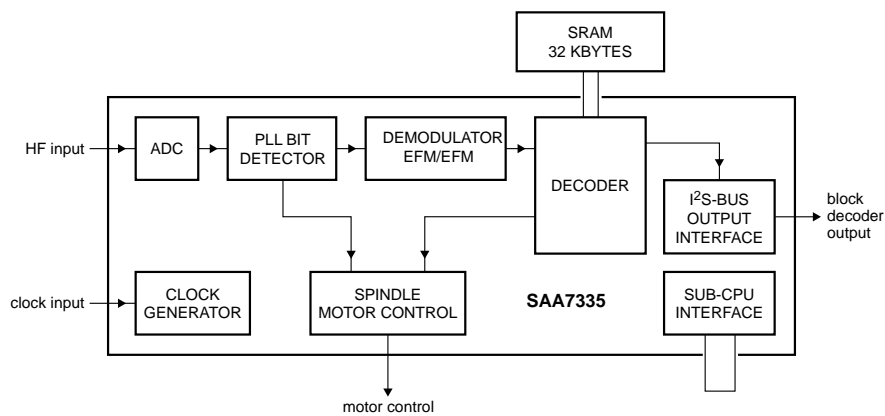 SRAM
32 KBYTES
HF input
ADC
PLL BIT
DETECTOR
DEMODULATOR
EFM/EFM
DECODER
I²S-BUS
OUTPUT
INTERFACE
block
decoder
output
clock input
CLOCK
GENERATOR
SPINDLE
MOTOR CONTROL
SAA7335
SUB-CPU
INTERFACE
motor control